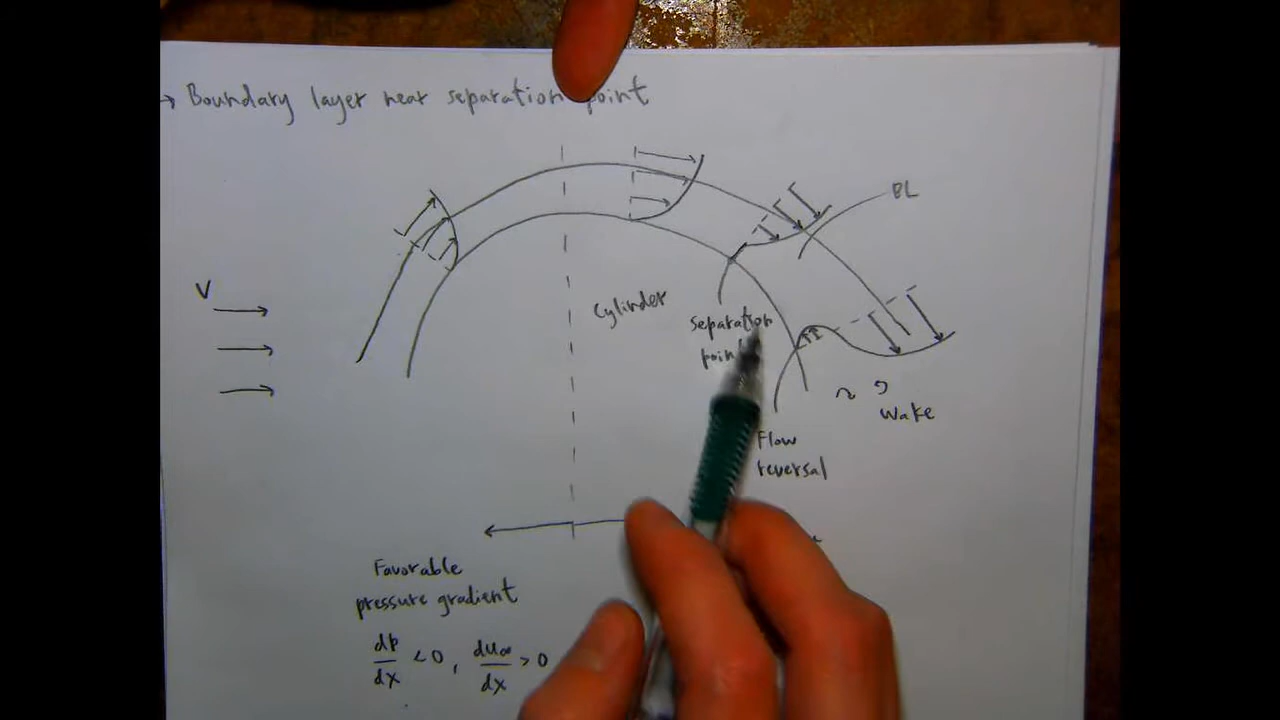 → Boundary layer near separation point
BL
V
Cylinder
Separation
point
Wake
Flow
reversal
Favorable
pressure gradient
dp/dx < 0, du∞/dx > 0